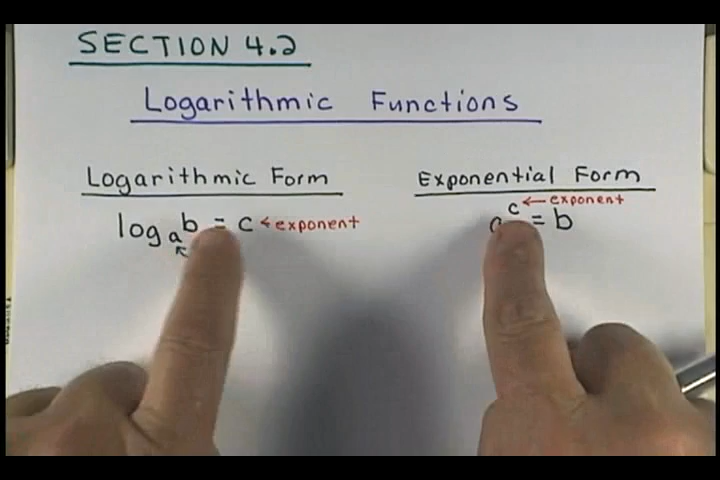 SECTION 4.2
Logarithmic Functions
Logarithmic Form
log a b = c ← exponent
Exponential Form
c ← exponent
= b